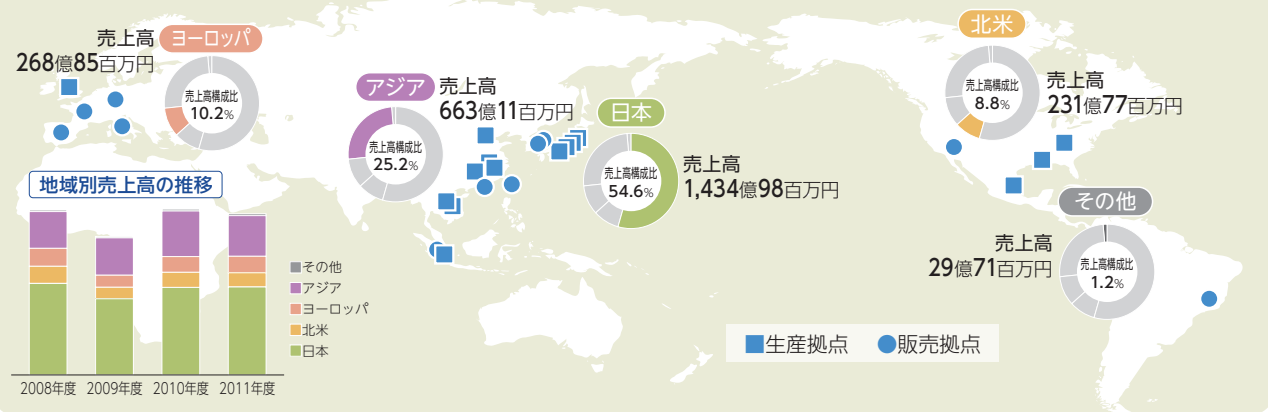 ヨーロッパ
売上高
268億85百万円
売上高構成比
10.2%
アジア
売上高
663億11百万円
売上高構成比
25.2%
日本
売上高
1,434億98百万円
売上高構成比
54.6%
北米
売上高
231億77百万円
売上高構成比
8.8%
その他
売上高
29億71百万円
売上高構成比
1.2%
地域別売上高の推移
その他
アジア
ヨーロッパ
北米
日本
2008年度 2009年度 2010年度 2011年度
生産拠点 販売拠点